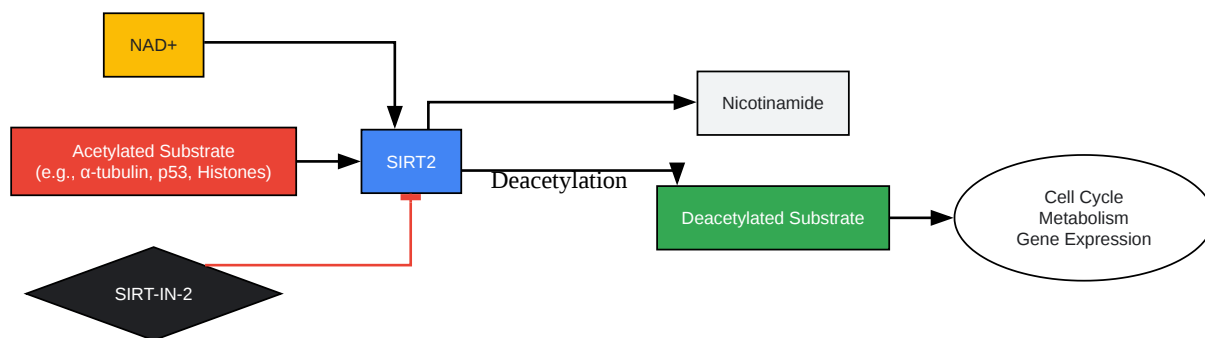 NAD+
Nicotinamide
Acetylated Substrate
(e.g., α-tubulin, p53, Histones)
SIRT2
Deacetylation
Deacetylated Substrate
Cell Cycle
Metabolism
Gene Expression
SIRT-IN-2